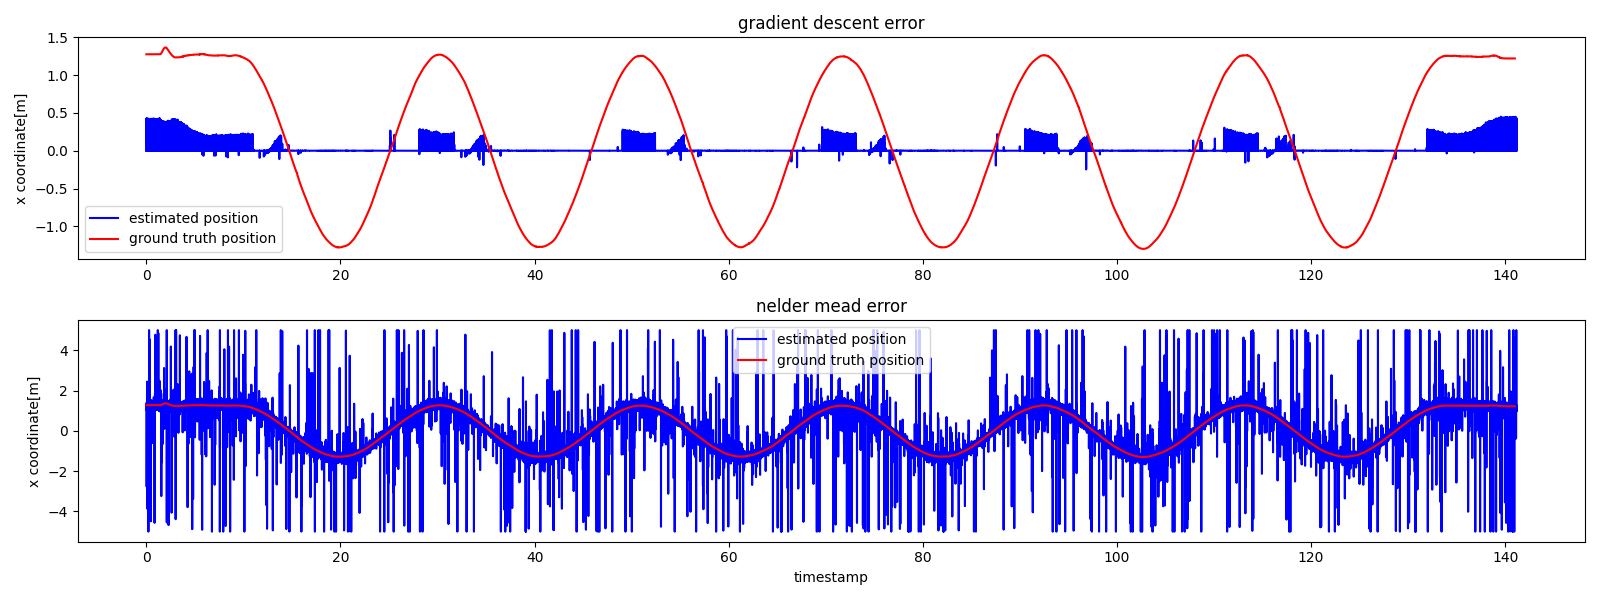 gradient descent error
x coordinate[m]
1.5
1.0
0.5
0.0
−0.5
−1.0
estimated position
ground truth position
0 20 40 60 80 100 120 140
nelder mead error
x coordinate[m]
4
2
0
−2
−4
estimated position
ground truth position
0 20 40 60 80 100 120 140
timestamp